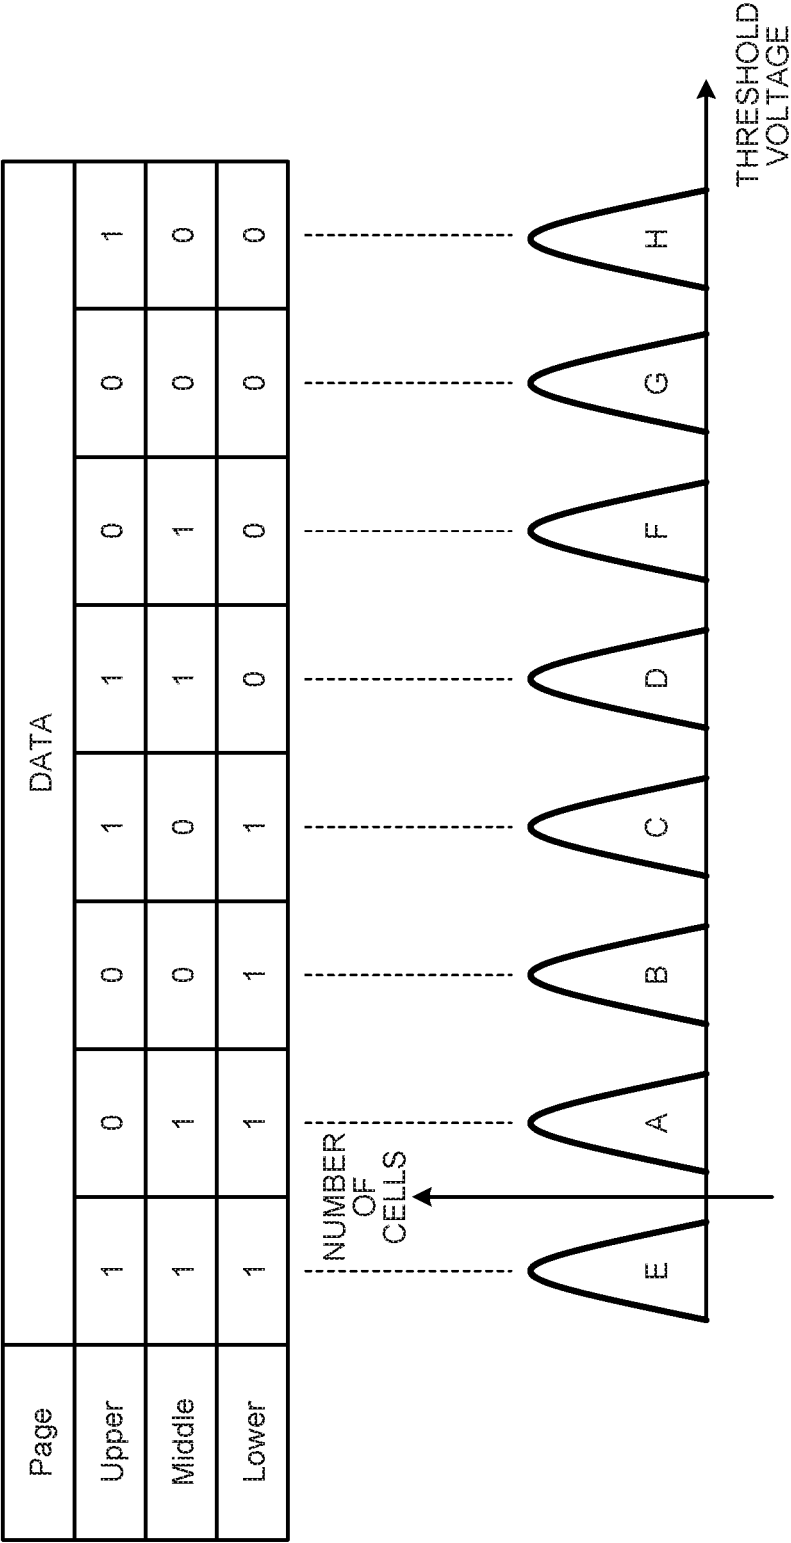 Page DATA
Upper 1 0 0 1 1 0 0 1
Middle 1 1 0 0 1 1 0 0
Lower 1 1 1 1 0 0 0 0
NUMBER
OF
CELLS
E A B C D F G H
THRESHOLD
VOLTAGE